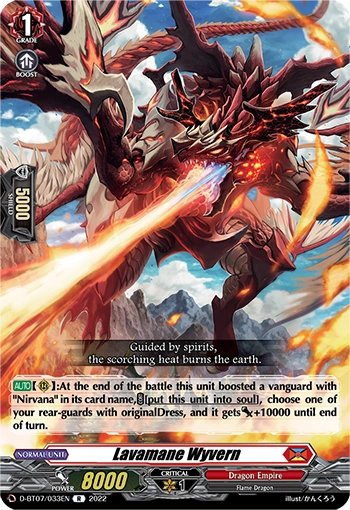 1
GRADE
BOOST
5000
SHIELD
Guided by spirits,
the scorching heat burns the earth.
AUTO【(R)】:At the end of the battle this unit boosted a vanguard with
"Nirvana" in its card name, [put this unit into soul], choose one of
your rear-guards with originalDress, and it gets +10000 until end
of turn.
NORMAL UNIT
Lavamane Wyvern
POWER 8000
CRITICAL
1
Dragon Empire
Flame Dragon
D-BT07/033EN R 2022
illust/かんくろう